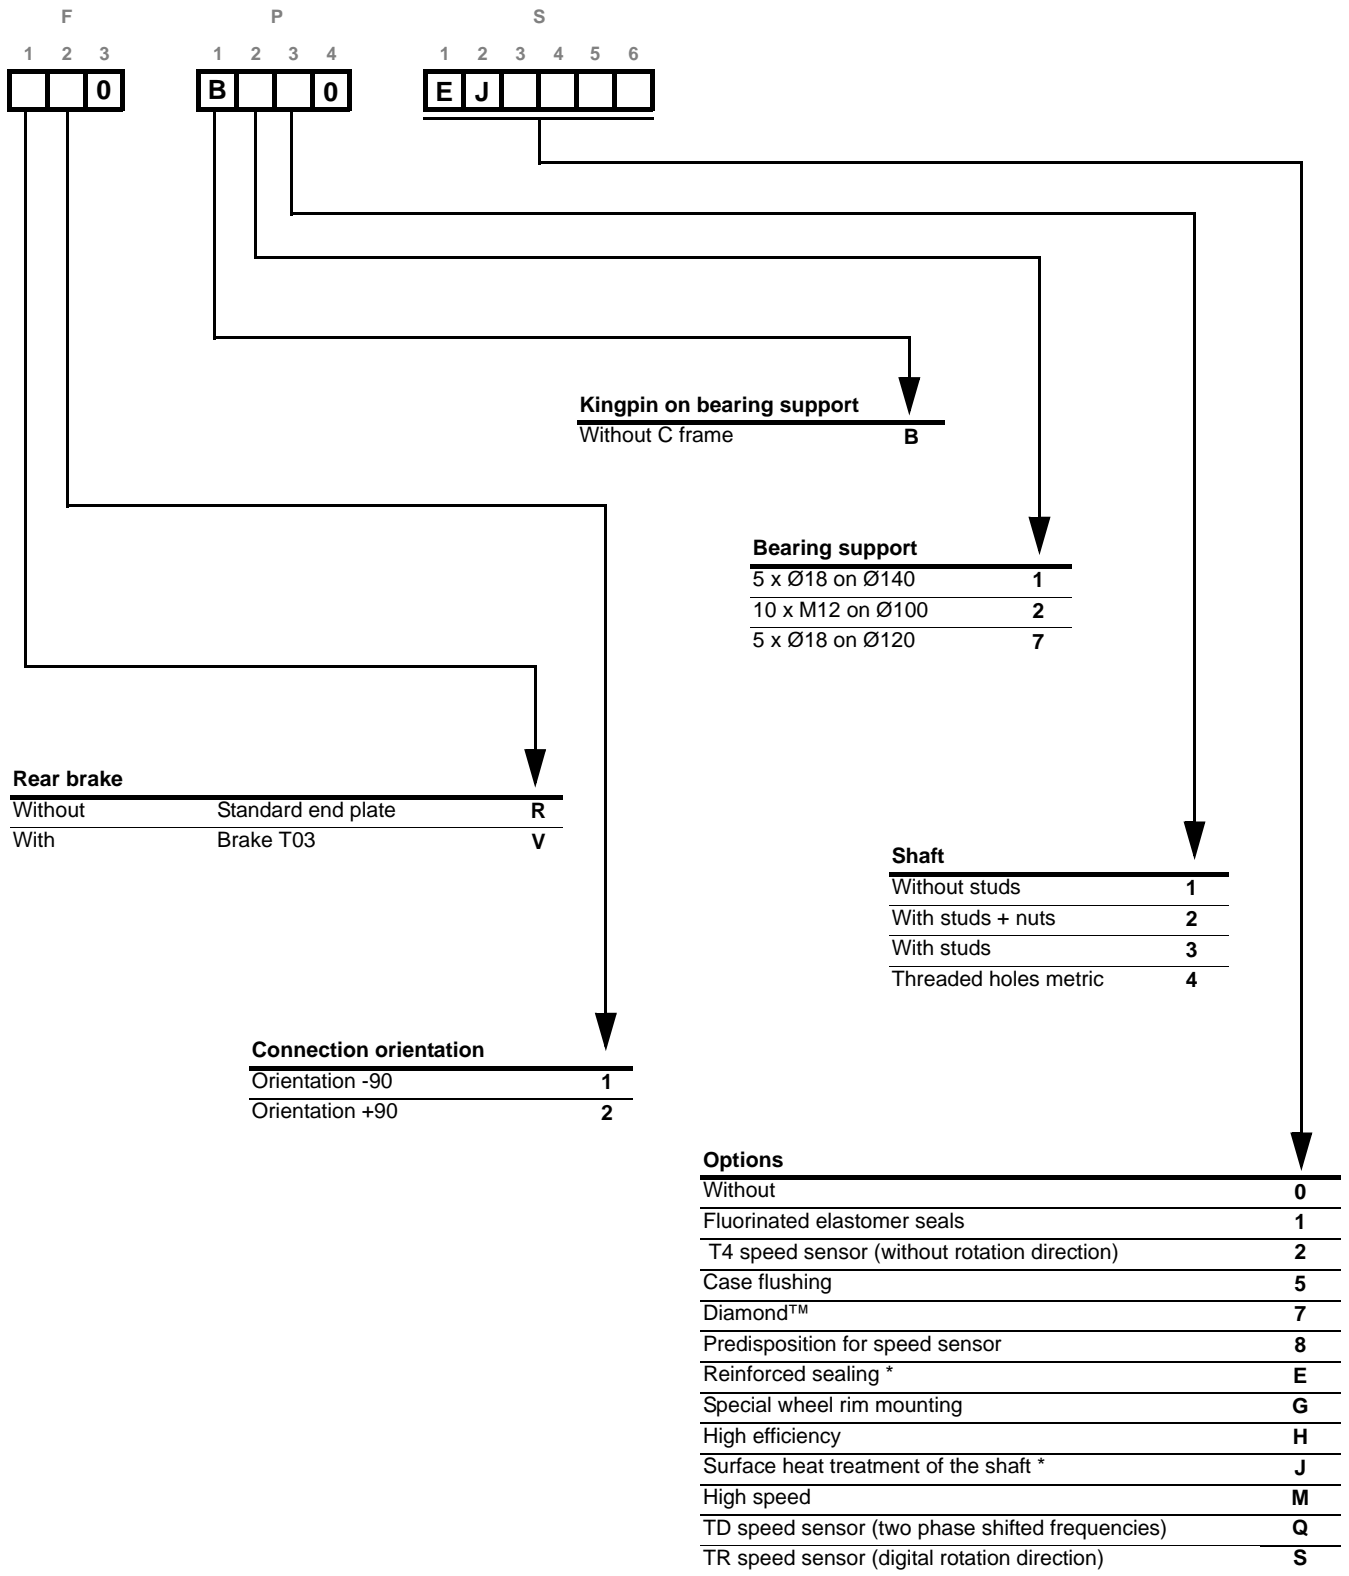 F P S
1 2 3 1 2 3 4 1 2 3 4 5 6
0 B 0 E J
Kingpin on bearing support
Without C frame B
Bearing support
5 x Ø18 on Ø140 1
10 x M12 on Ø100 2
5 x Ø18 on Ø120 7
Rear brake
Without Standard end plate R
With Brake T03 V
Shaft
Without studs 1
With studs + nuts 2
With studs 3
Threaded holes metric 4
Connection orientation
Orientation -90 1
Orientation +90 2
Options
Without 0
Fluorinated elastomer seals 1
T4 speed sensor (without rotation direction) 2
Case flushing 5
Diamond™ 7
Predisposition for speed sensor 8
Reinforced sealing * E
Special wheel rim mounting G
High efficiency H
Surface heat treatment of the shaft * J
High speed M
TD speed sensor (two phase shifted frequencies) Q
TR speed sensor (digital rotation direction) S